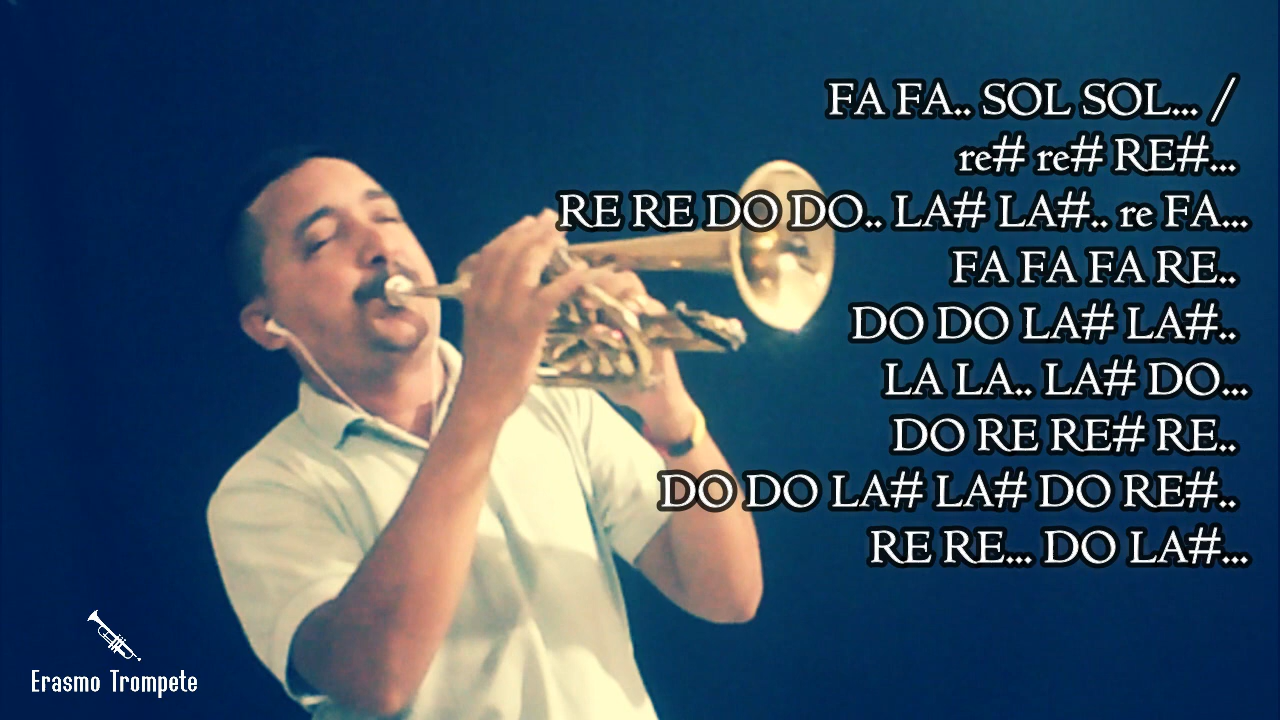 FA FA.. SOL SOL... /
re# re# RE#...
RE RE DO DO.. LA# LA#.. re FA...
FA FA FA RE..
DO DO LA# LA#..
LA LA.. LA# DO...
DO RE RE# RE..
DO DO LA# LA# DO RE#..
RE RE... DO LA#...
Erasmo Trompete